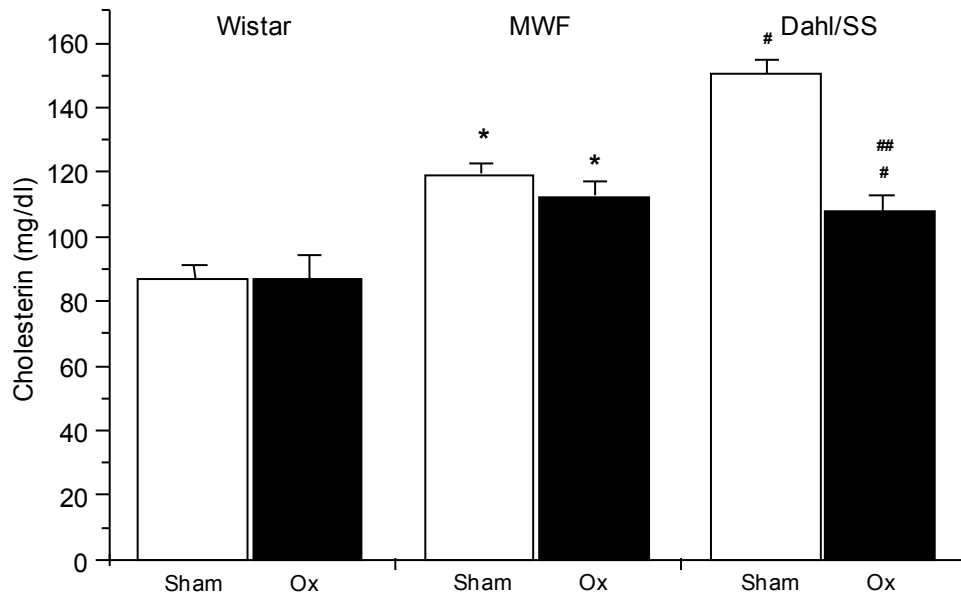 Wistar MWF Dahl/SS
160
140
120
100
80
60
40
20
0
Cholesterin (mg/dl)
* * # ## #
Sham Ox Sham Ox Sham Ox